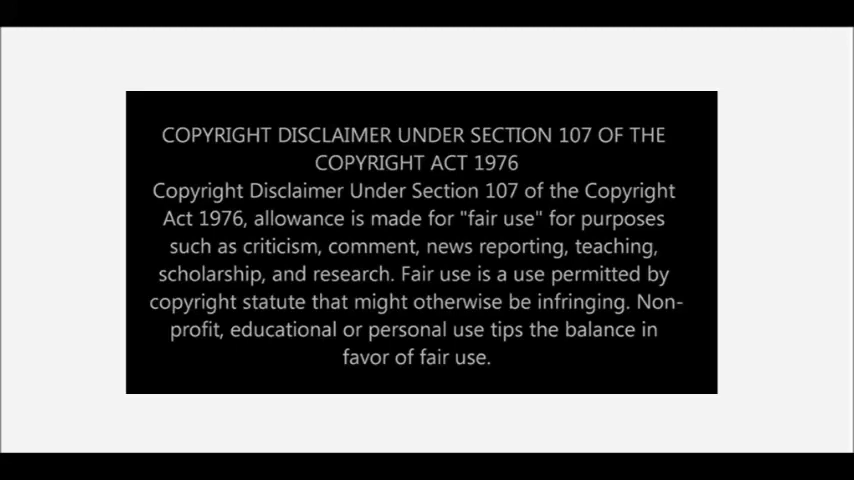 COPYRIGHT DISCLAIMER UNDER SECTION 107 OF THE
COPYRIGHT ACT 1976
Copyright Disclaimer Under Section 107 of the Copyright
Act 1976, allowance is made for "fair use" for purposes
such as criticism, comment, news reporting, teaching,
scholarship, and research. Fair use is a use permitted by
copyright statute that might otherwise be infringing. Non-
profit, educational or personal use tips the balance in
favor of fair use.